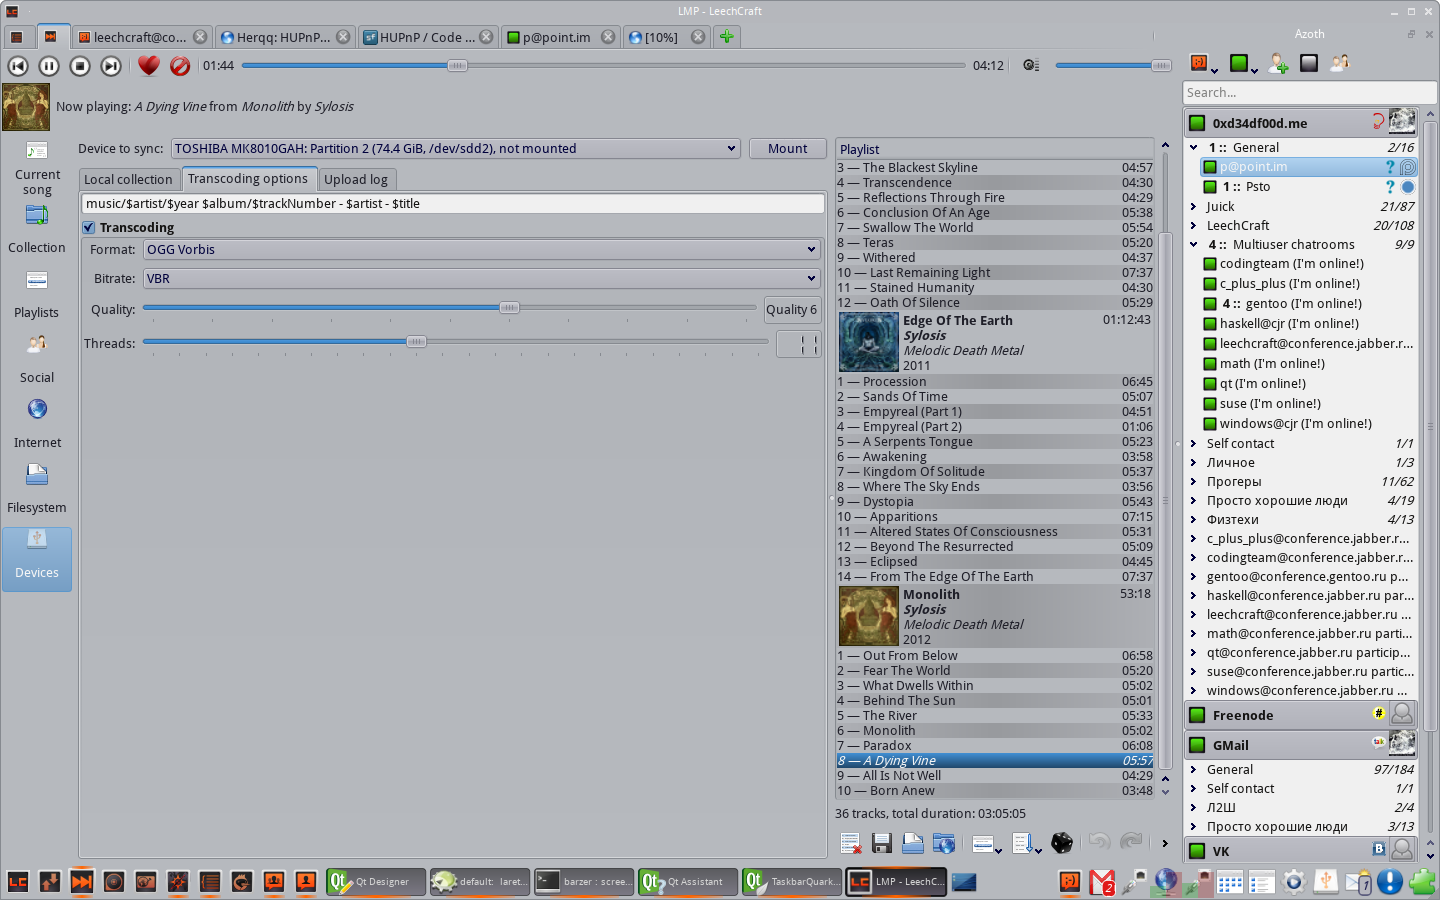 LMP - LeechCraft
leechcraft@co...
Herqq: HUPnP...
HUPnP / Code ...
p@point.im
[10%]
Azoth
01:44
04:12
Now playing: A Dying Vine from Monolith by Sylosis
Current song
Collection
Playlists
Social
Internet
Filesystem
Devices
Device to sync:
TOSHIBA MK8010GAH: Partition 2 (74.4 GiB, /dev/sdd2), not mounted
Mount
Local collection
Transcoding options
Upload log
music/$artist/$year $album/$trackNumber - $artist - $title
Transcoding
Format:
OGG Vorbis
Bitrate:
VBR
Quality:
Quality 6
Threads:
Playlist
3 — The Blackest Skyline 04:57
4 — Transcendence 04:30
5 — Reflections Through Fire 04:29
6 — Conclusion Of An Age 05:38
7 — Swallow The World 05:54
8 — Teras 05:20
9 — Withered 04:37
10 — Last Remaining Light 07:37
11 — Stained Humanity 04:30
12 — Oath Of Silence 05:29
Edge Of The Earth 01:12:43
Sylosis
Melodic Death Metal
2011
1 — Procession 06:45
2 — Sands Of Time 05:07
3 — Empyreal (Part 1) 04:51
4 — Empyreal (Part 2) 01:06
5 — A Serpents Tongue 05:23
6 — Awakening 03:58
7 — Kingdom Of Solitude 05:37
8 — Where The Sky Ends 03:56
9 — Dystopia 05:43
10 — Apparitions 07:15
11 — Altered States Of Consciousness 05:31
12 — Beyond The Resurrected 05:09
13 — Eclipsed 04:45
14 — From The Edge Of The Earth 07:37
Monolith 53:18
Sylosis
Melodic Death Metal
2012
1 — Out From Below 06:58
2 — Fear The World 05:20
3 — What Dwells Within 05:02
4 — Behind The Sun 05:01
5 — The River 05:33
6 — Monolith 05:02
7 — Paradox 06:08
8 — A Dying Vine 05:57
9 — All Is Not Well 04:29
10 — Born Anew 03:48
36 tracks, total duration: 03:05:05
Search...
0xd34df00d.me
1 :: General 2/16
p@point.im
1 :: Psto
Juick 21/87
LeechCraft 20/108
4 :: Multiuser chatrooms 9/9
codingteam (I'm online!)
c_plus_plus (I'm online!)
4 :: gentoo (I'm online!)
haskell@cjr (I'm online!)
leechcraft@conference.jabber.r...
math (I'm online!)
qt (I'm online!)
suse (I'm online!)
windows@cjr (I'm online!)
Self contact 1/1
Личное 1/3
Прогеры 11/62
Просто хорошие люди 4/19
Физтехи 4/13
c_plus_plus@conference.jabber.r...
codingteam@conference.jabber.r...
gentoo@conference.gentoo.ru p...
haskell@conference.jabber.ru par...
leechcraft@conference.jabber.ru ...
math@conference.jabber.ru parti...
qt@conference.jabber.ru particip...
suse@conference.jabber.ru partic...
windows@conference.jabber.ru ...
Freenode #
GMail talk
General 97/184
Self contact 1/1
Л2Ш 2/4
Просто хорошие люди 3/13
VK B
Qt Designer
default: laret...
barzer : scree...
Qt Assistant
TaskbarQuark...
LMP - LeechC...
2
1